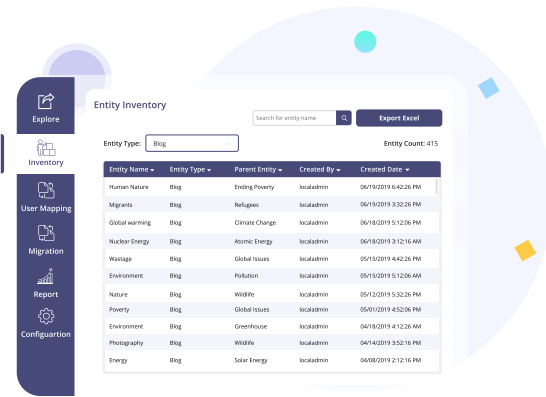 Entity Inventory
Explore
Search for entity name
Export Excel
Entity Type: Blog
Entity Count: 415
Inventory
Entity Name Entity Type Parent Entity Created By Created Date
Human Nature Blog Ending Poverty localadmin 06/19/2019 6:42:26 PM
Migrants Blog Refugees localadmin 06/19/2019 3:32:26 PM
User Mapping
Global warming Blog Climate Change localadmin 06/18/2019 5:12:06 PM
Nuclear Energy Blog Atomic Energy localadmin 06/18/2019 3:12:16 AM
Migration
Wastage Blog Global Issues localadmin 05/15/2019 4:42:26 PM
Environment Blog Pollution localadmin 05/15/2019 5:12:06 AM
Report
Nature Blog Wildlife localadmin 05/12/2019 5:32:26 PM
Poverty Blog Global Issues localadmin 05/01/2019 4:52:06 PM
Environment Blog Greenhouse localadmin 04/18/2019 4:12:26 AM
Configuartion
Photography Blog Wildlife localadmin 04/14/2019 3:52:16 PM
Energy Blog Solar Energy localadmin 04/08/2019 2:12:16 PM